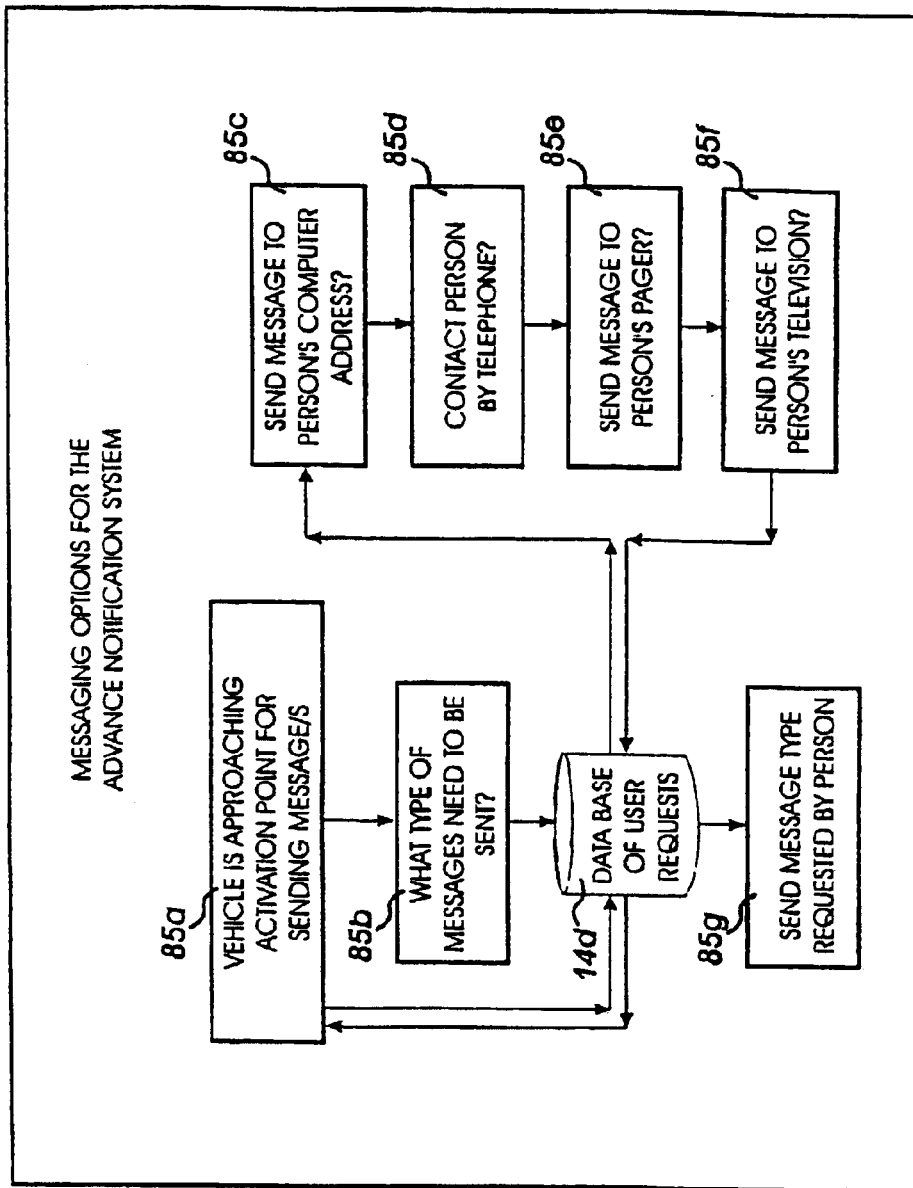 MESSAGING OPTIONS FOR THE
ADVANCE NOTIFICATION SYSTEM
85a
VEHICLE IS APPROACHING
ACTIVATION POINT FOR
SENDING MESSAGE/S
85b
WHAT TYPE OF
MESSAGES NEED TO BE
SENT?
14d
DATA BASE
OF USER
REQUESTS
85g
SEND MESSAGE TYPE
REQUESTED BY PERSON
85c
SEND MESSAGE TO
PERSON'S COMPUTER
ADDRESS?
85d
CONTACT PERSON
BY TELEPHONE?
85e
SEND MESSAGE TO
PERSON'S PAGER?
85f
SEND MESSAGE TO
PERSON'S TELEVISION?